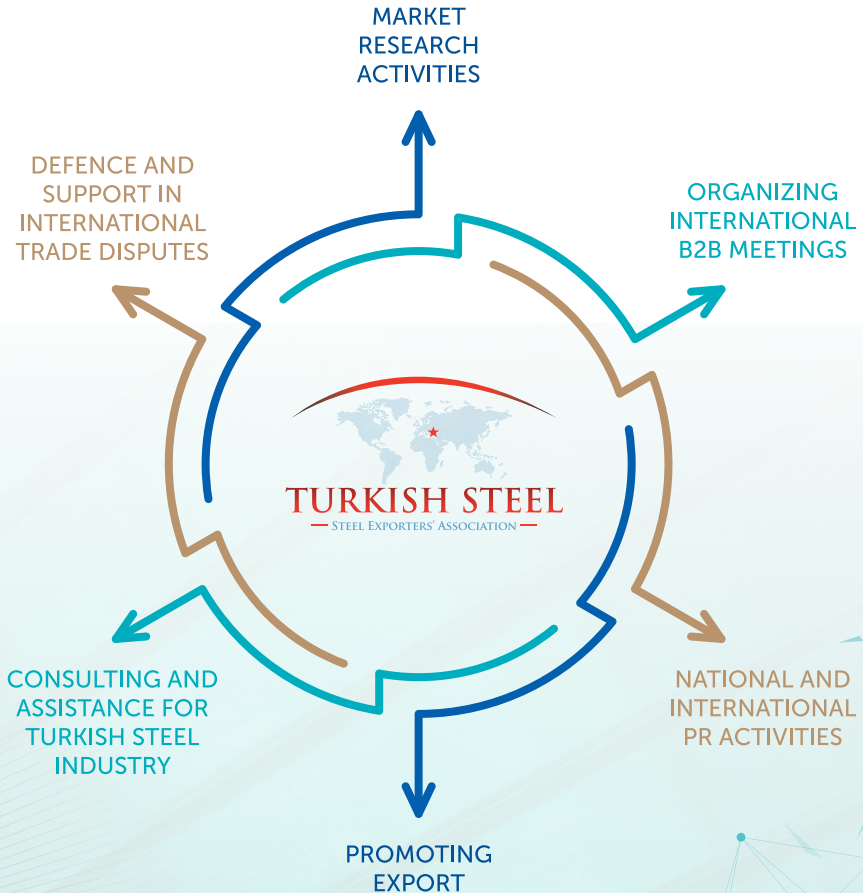 MARKET
RESEARCH
ACTIVITIES
DEFENCE AND
SUPPORT IN
INTERNATIONAL
TRADE DISPUTES
ORGANIZING
INTERNATIONAL
B2B MEETINGS
TURKISH STEEL
STEEL EXPORTERS' ASSOCIATION
CONSULTING AND
ASSISTANCE FOR
TURKISH STEEL
INDUSTRY
NATIONAL AND
INTERNATIONAL
PR ACTIVITIES
PROMOTING
EXPORT